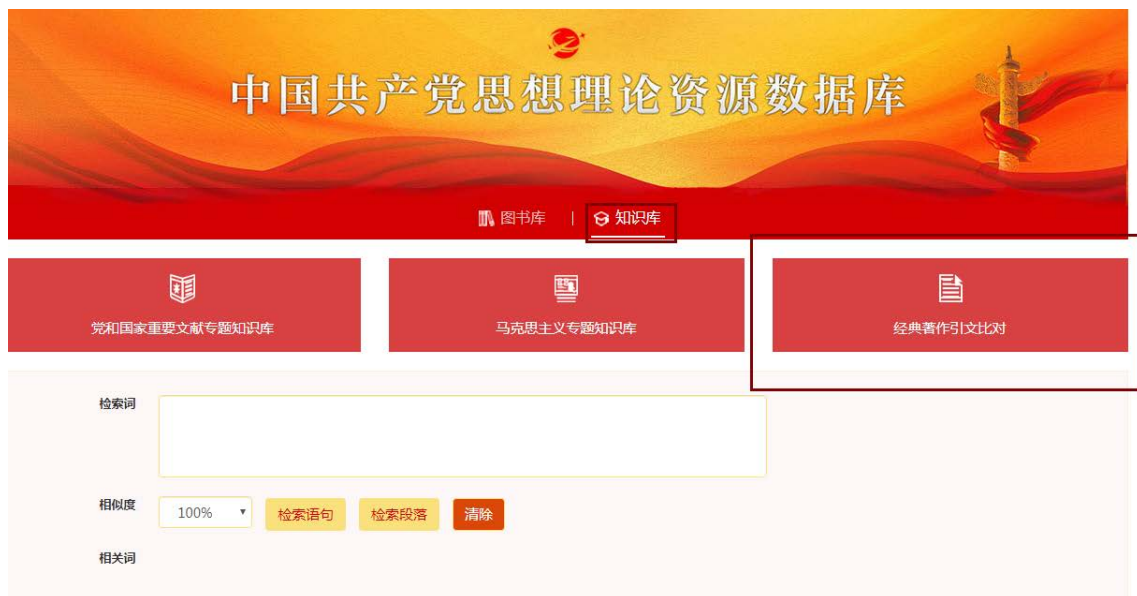 中国共产党思想理论资源数据库
图书库 | 知识库
党和国家重要文献专题知识库
马克思主义专题知识库
经典著作引文比对
检索词
相似度 100% 检索语句 检索段落 清除
相关词